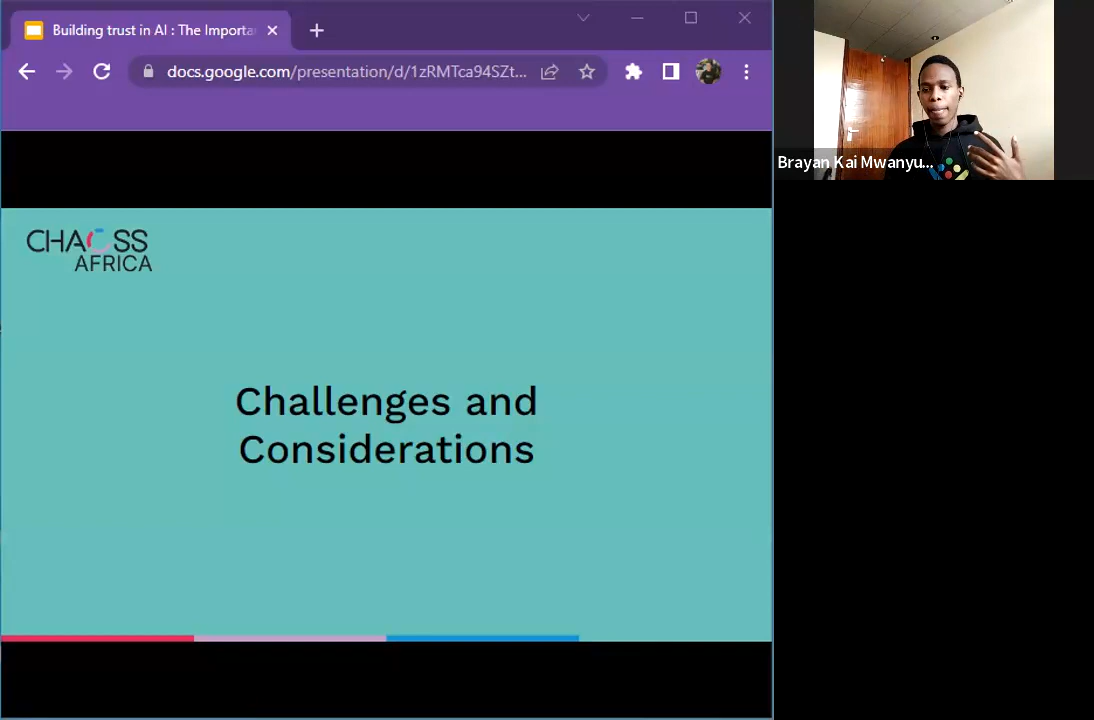 Building trust in AI : The Importa
docs.google.com/presentation/d/1zRMTca94SZt...
Brayan Kai Mwanyu...
CHAOSS
AFRICA
Challenges and
Considerations